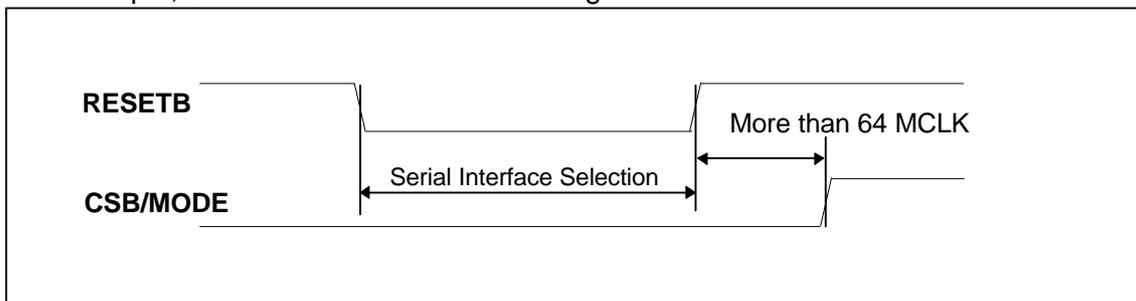 RESETB
More than 64 MCLK
Serial Interface Selection
CSB/MODE